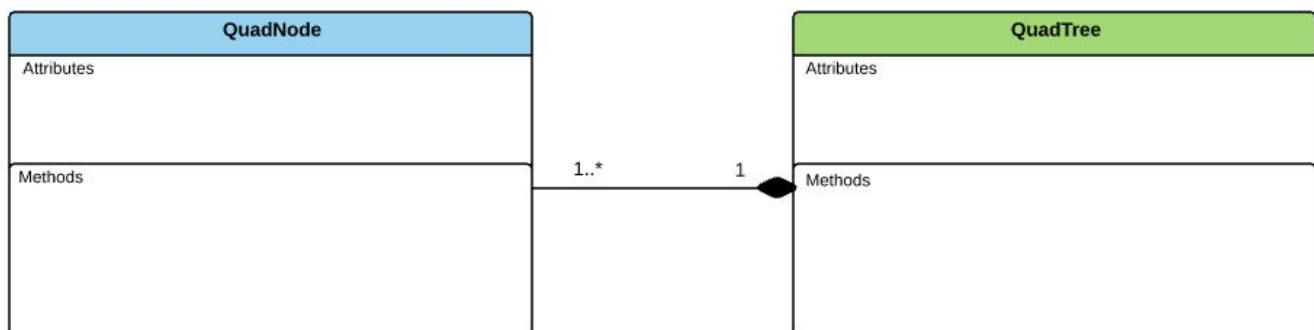 QuadNode
Attributes
Methods
1..*
1
QuadTree
Attributes
Methods